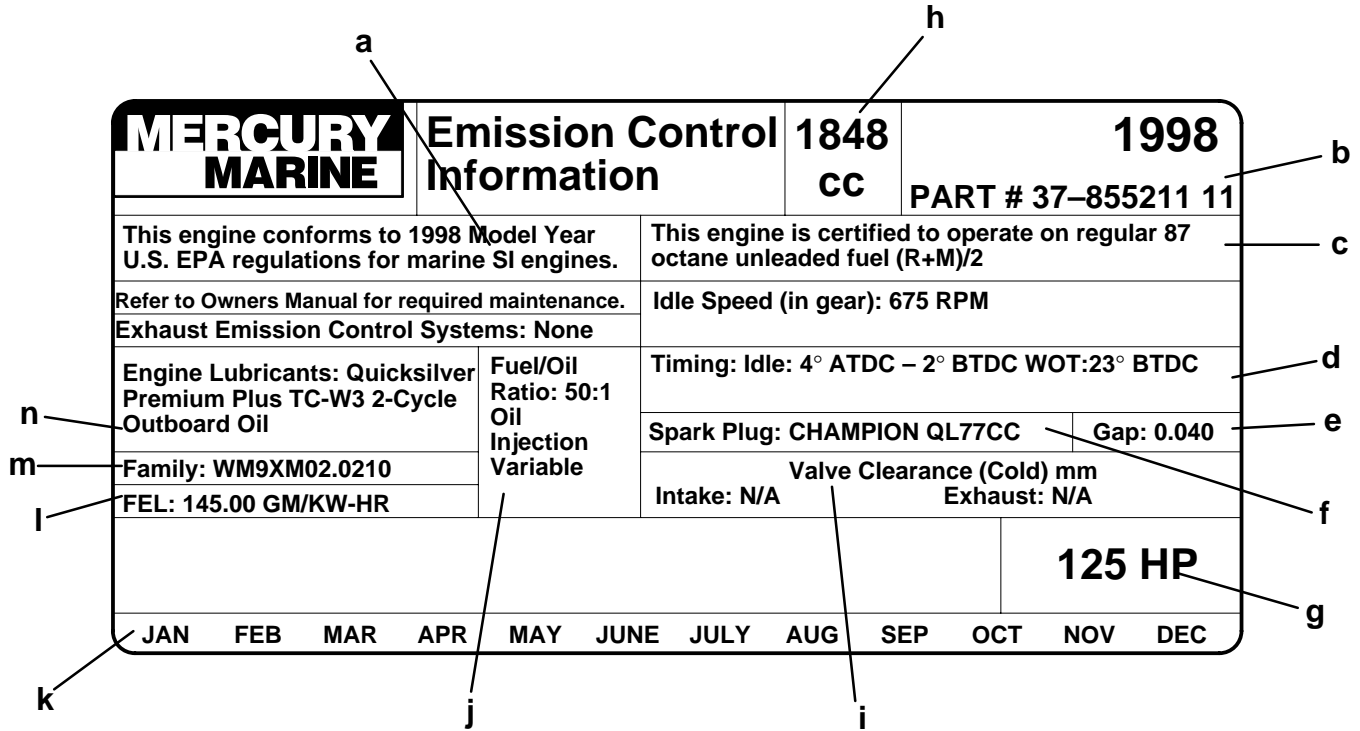 a
h
MERCURY
MARINE
Emission Control
Information
1848
cc
1998
PART # 37–855211 11
b
This engine conforms to 1998 Model Year
U.S. EPA regulations for marine SI engines.
This engine is certified to operate on regular 87
octane unleaded fuel (R+M)/2
c
Refer to Owners Manual for required maintenance.
Exhaust Emission Control Systems: None
Idle Speed (in gear): 675 RPM
Engine Lubricants: Quicksilver
Premium Plus TC-W3 2-Cycle
Outboard Oil
n
Fuel/Oil
Ratio: 50:1
Oil
Injection
Variable
Timing: Idle: 4° ATDC – 2° BTDC WOT:23° BTDC
d
Spark Plug: CHAMPION QL77CC
Gap: 0.040
e
m
Family: WM9XM02.0210
Valve Clearance (Cold) mm
Intake: N/A Exhaust: N/A
f
l
FEL: 145.00 GM/KW-HR
125 HP
g
JAN FEB MAR APR MAY JUNE JULY AUG SEP OCT NOV DEC
k
j
i